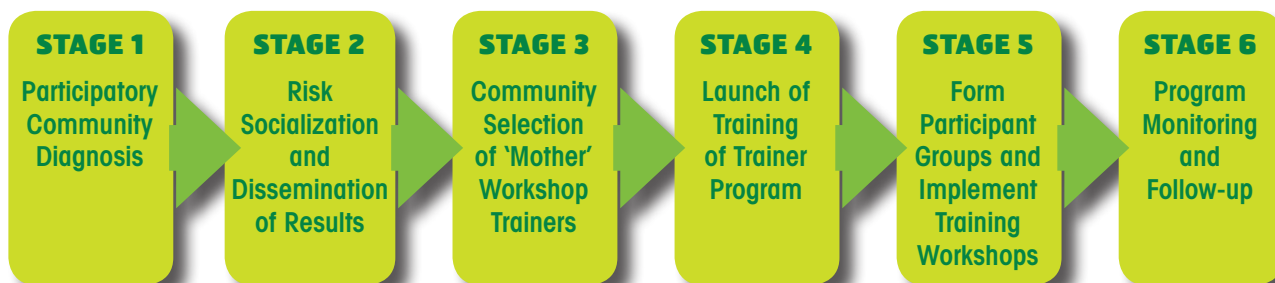 STAGE 1
Participatory
Community
Diagnosis
STAGE 2
Risk
Socialization
and
Dissemination
of Results
STAGE 3
Community
Selection
of ‘Mother’
Workshop
Trainers
STAGE 4
Launch of
Training
of Trainer
Program
STAGE 5
Form
Participant
Groups and
Implement
Training
Workshops
STAGE 6
Program
Monitoring
and
Follow-up